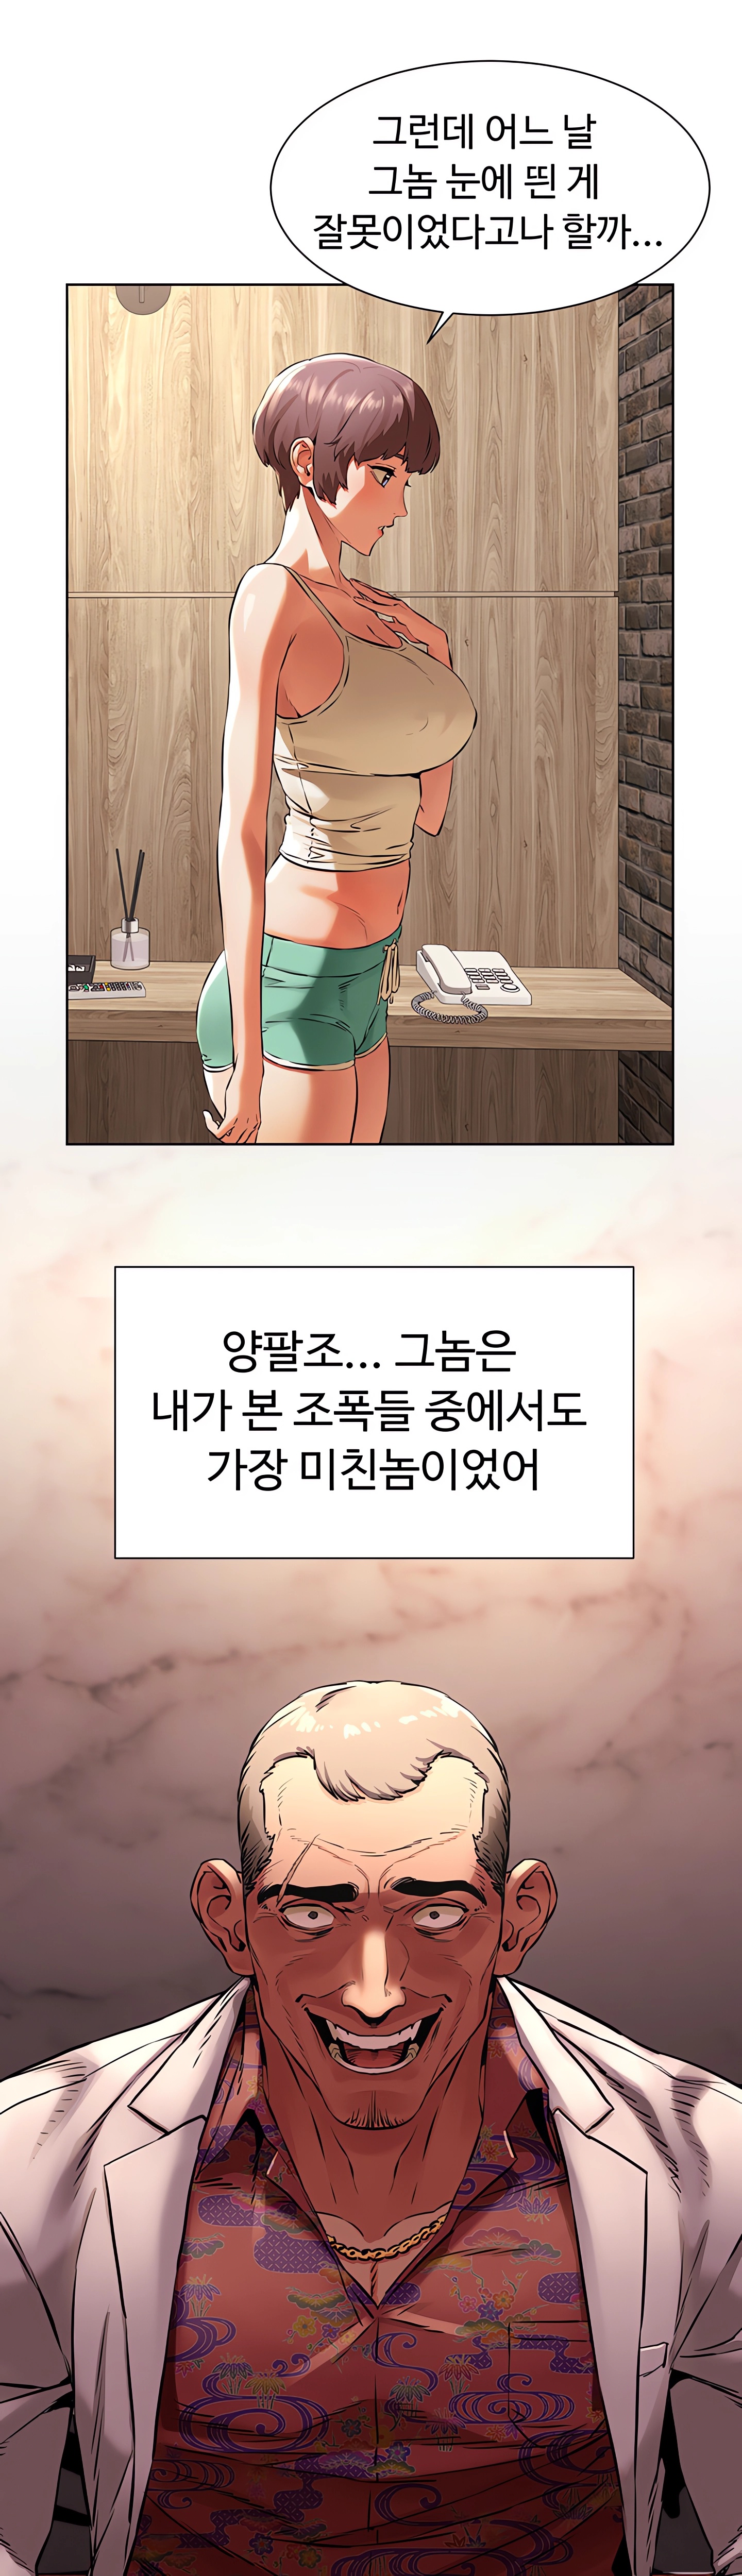 그런데 어느 날
그놈 눈에 띈 게
잘못이었다고나 할까...
양팔조... 그놈은
내가 본 조폭들 중에서도
가장 미친놈이었어